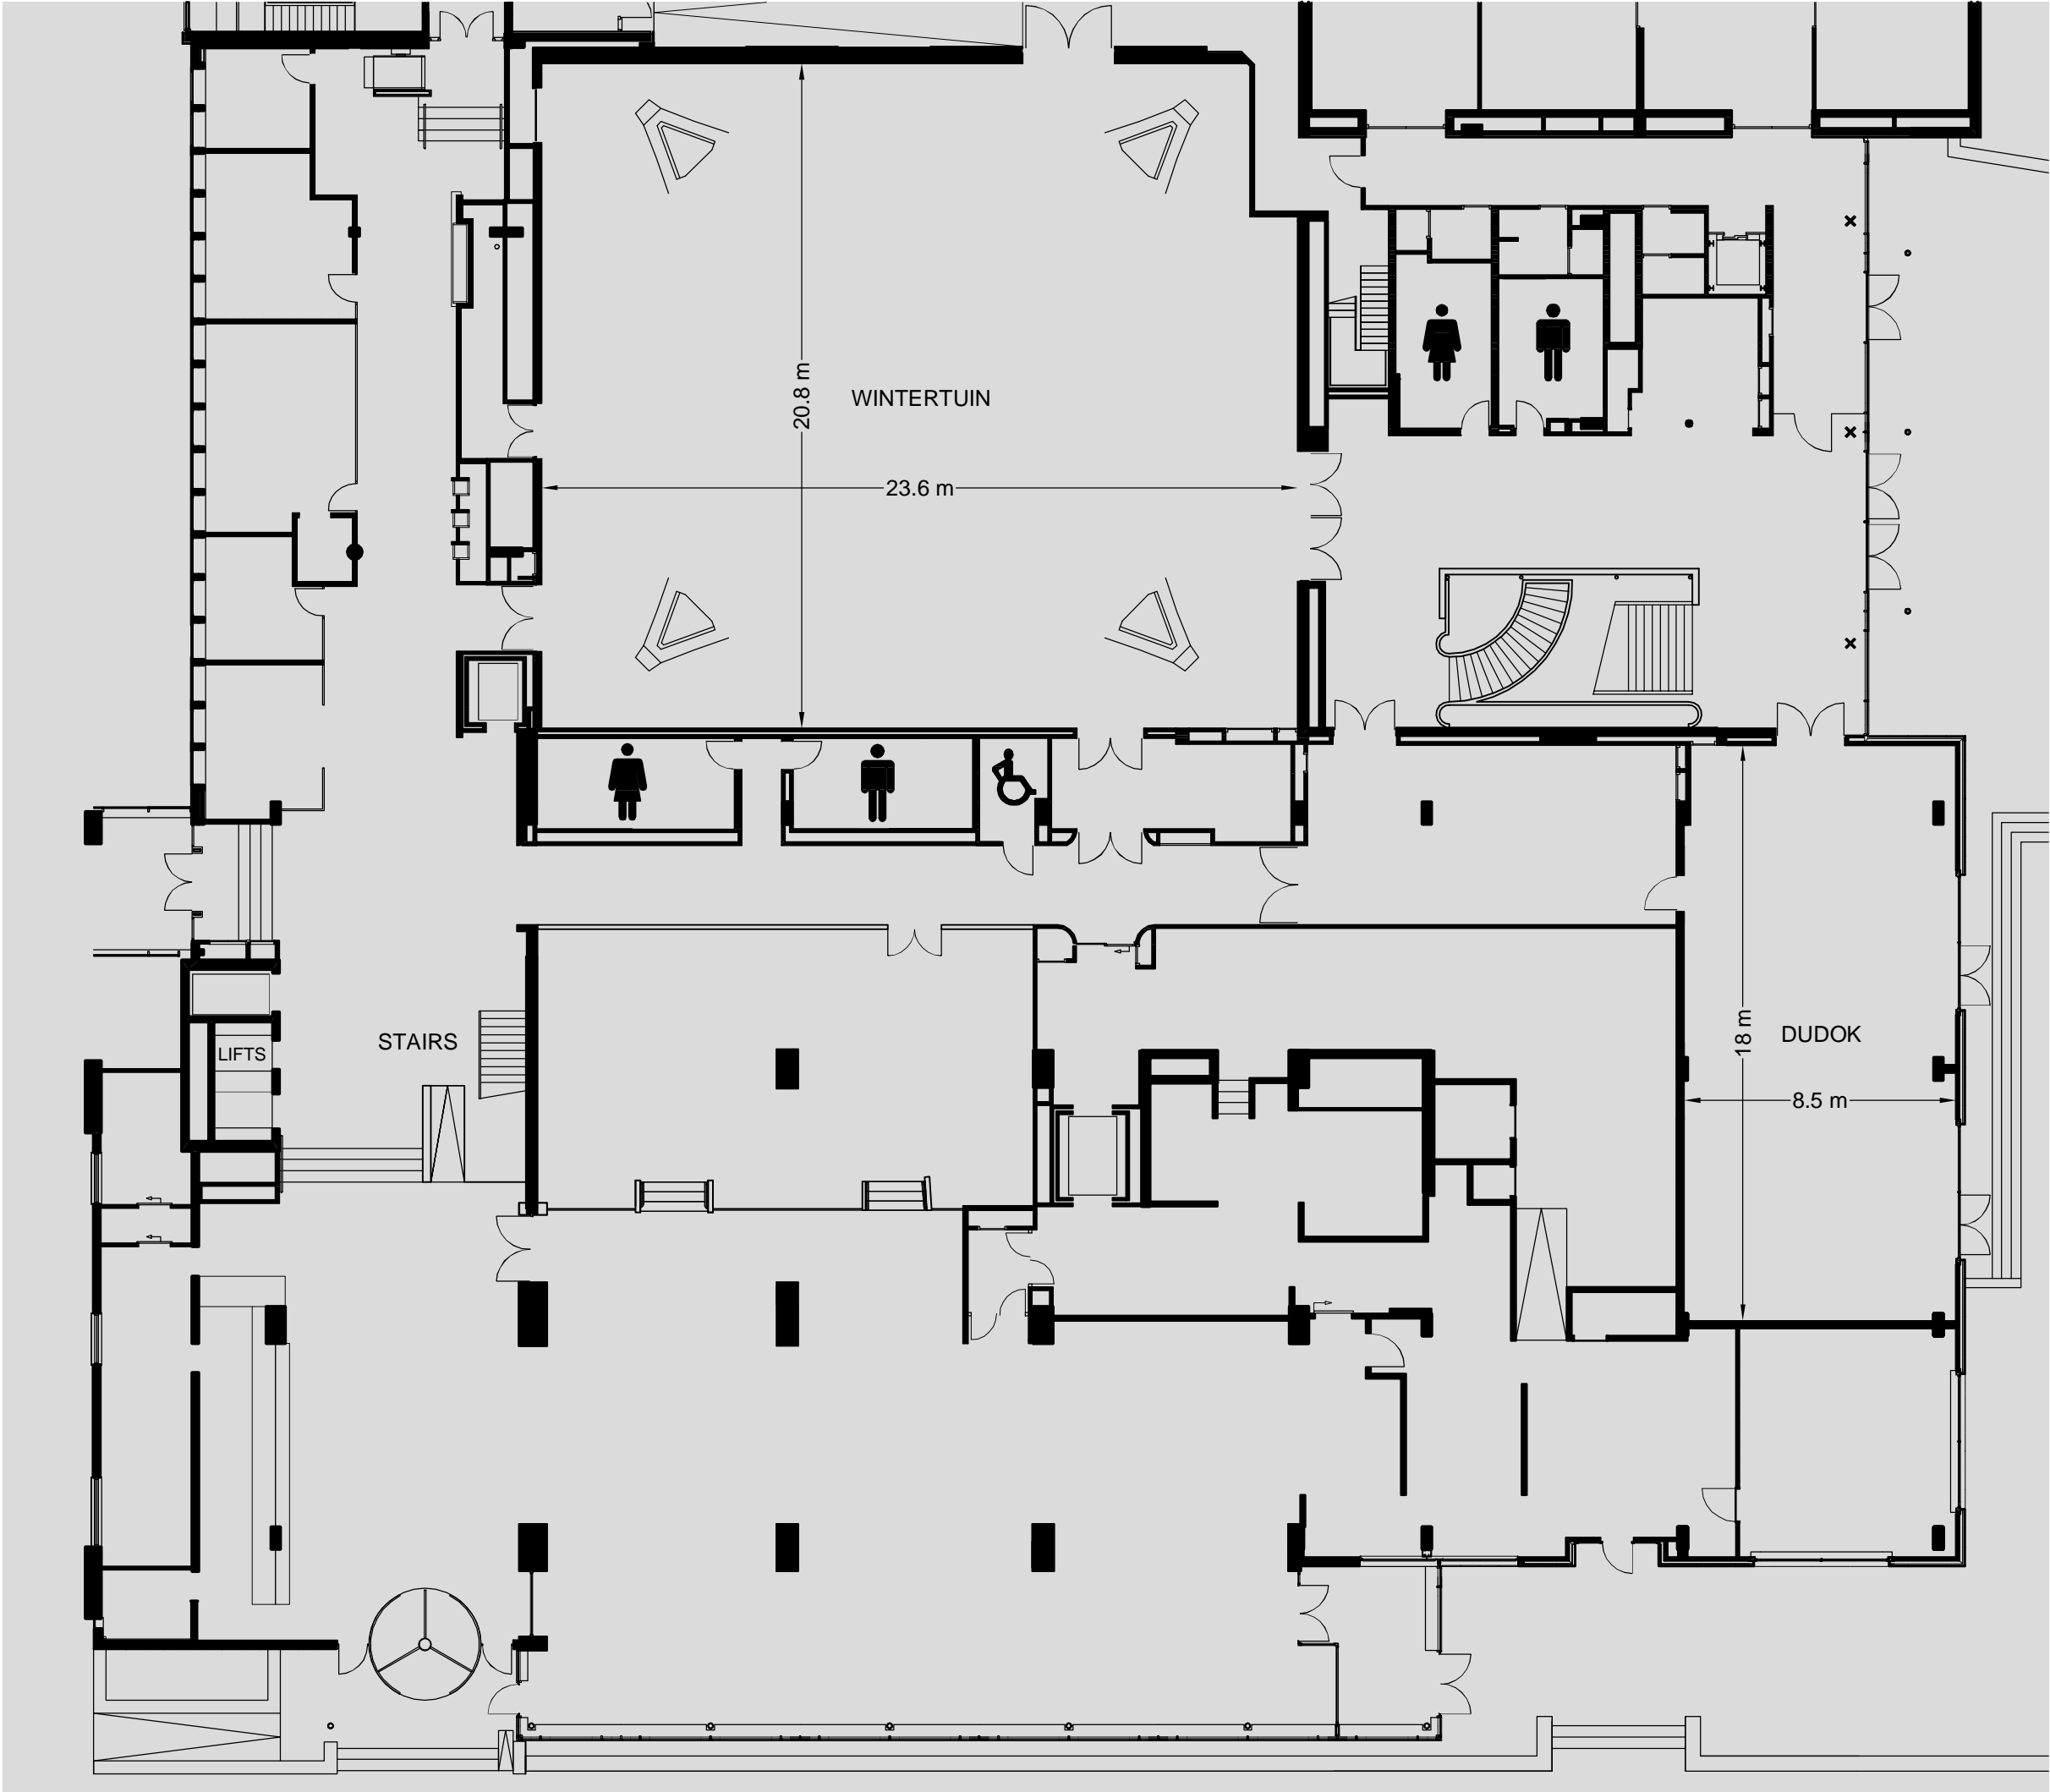 20.8 m
WINTERTUIN
23.6 m
STAIRS
LIFTS
18 m
DUDOK
8.5 m